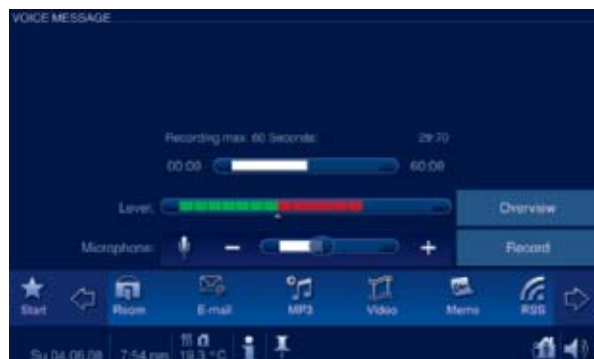 VOICE MESSAGE
Recording max. 60 Seconds: 29:70
00:00 60:00
Level: Overview
Microphone: - + Record
Start Room E-mail MP3 Video Memo RSS
Su 04.06.08 7:54 pm 19.3 °C